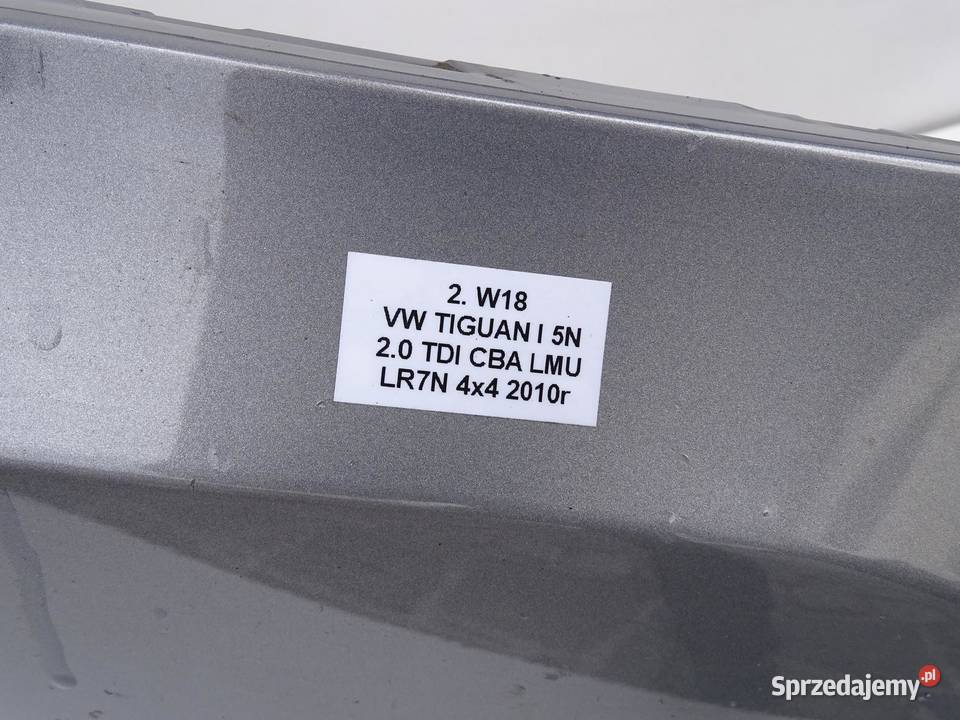 2. W18
VW TIGUAN I 5N
2.0 TDI CBA LMU
LR7N 4x4 2010r
Sprzedajemy.pl